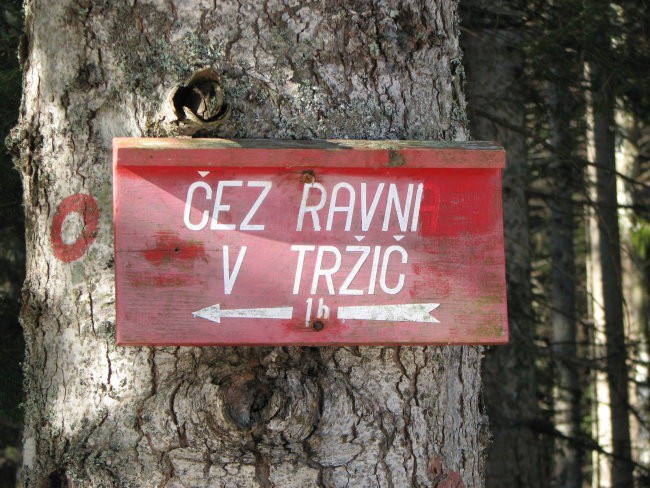 ČEZ RAVNI
V TRŽIČ
1h